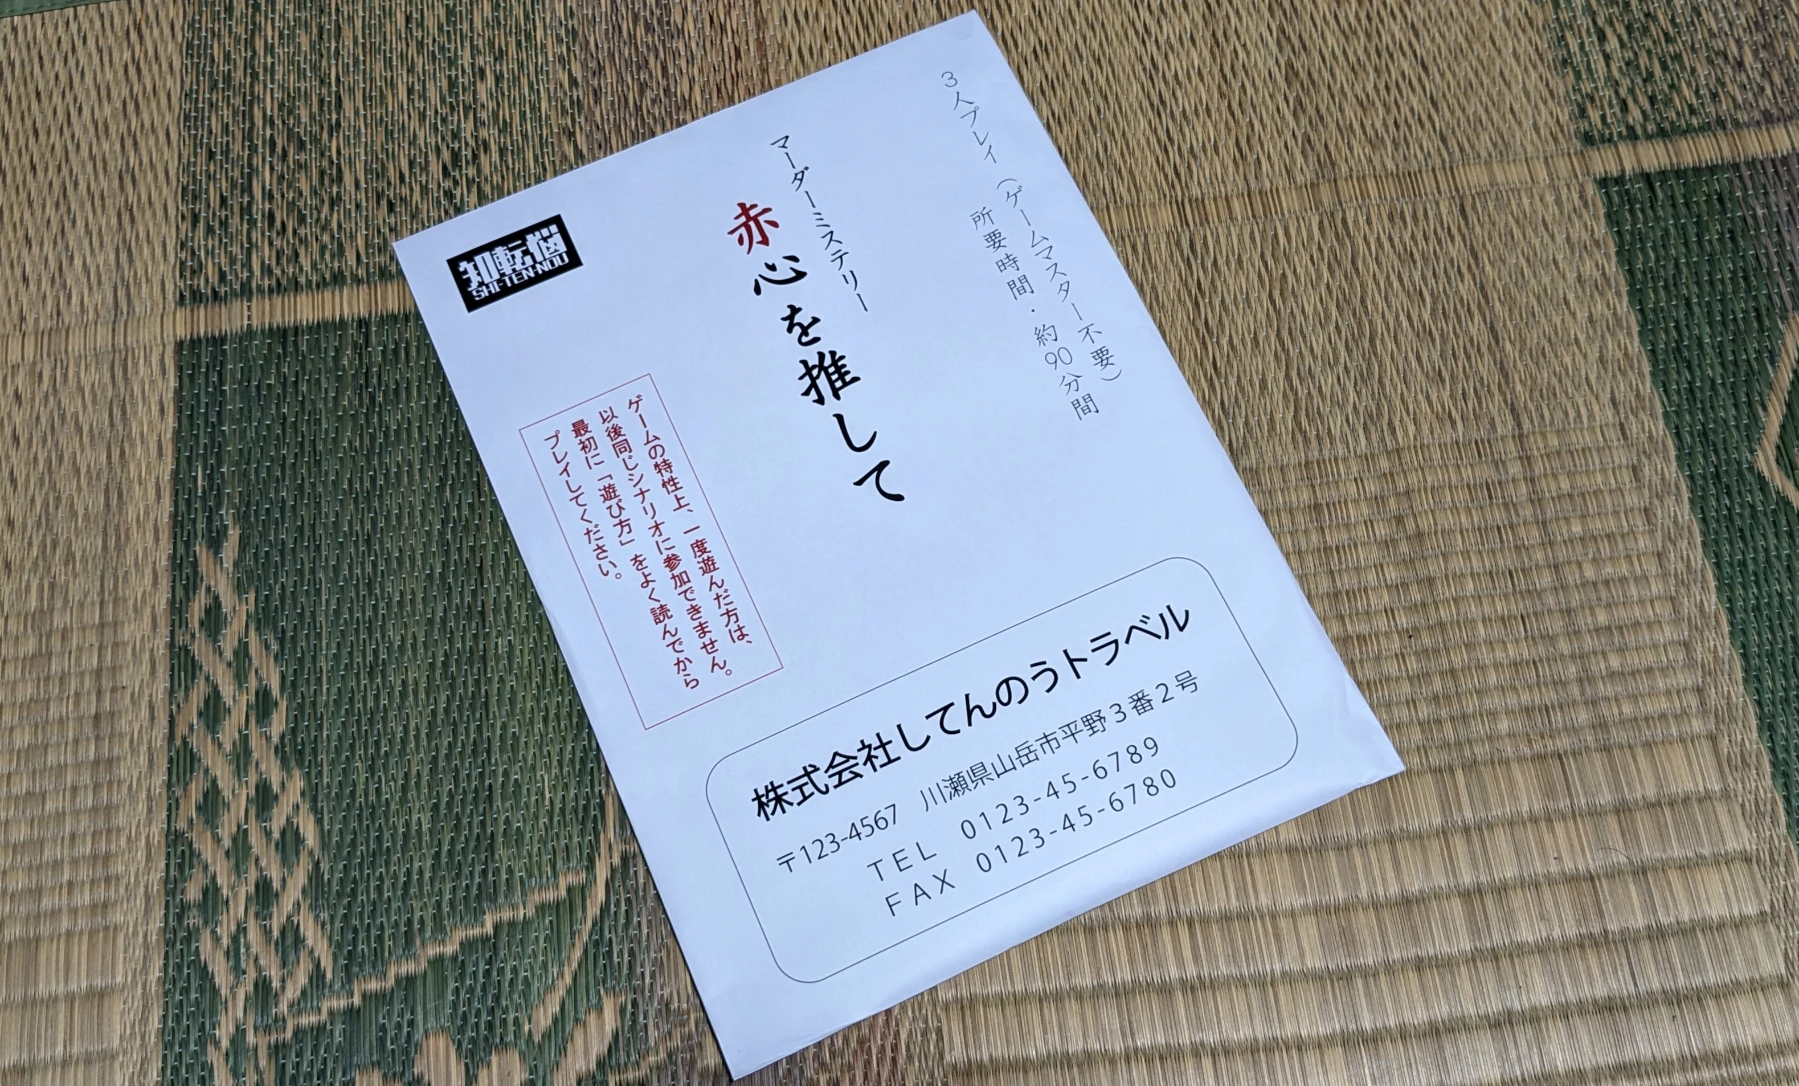 3人プレイ(ゲームマスター不要)
所要時間・約90分間
マーダーミステリー
赤心を推して
知転悩
SHI-TEN-NOU
ゲームの特性上、一度遊んだ方は、
以後同じシナリオに参加できません。
最初に「遊び方」をよく読んでから
プレイしてください。
株式会社してんのうトラベル
〒123-4567 川瀬県山岳市平野3番2号
TEL 0123-45-6789
FAX 0123-45-6780